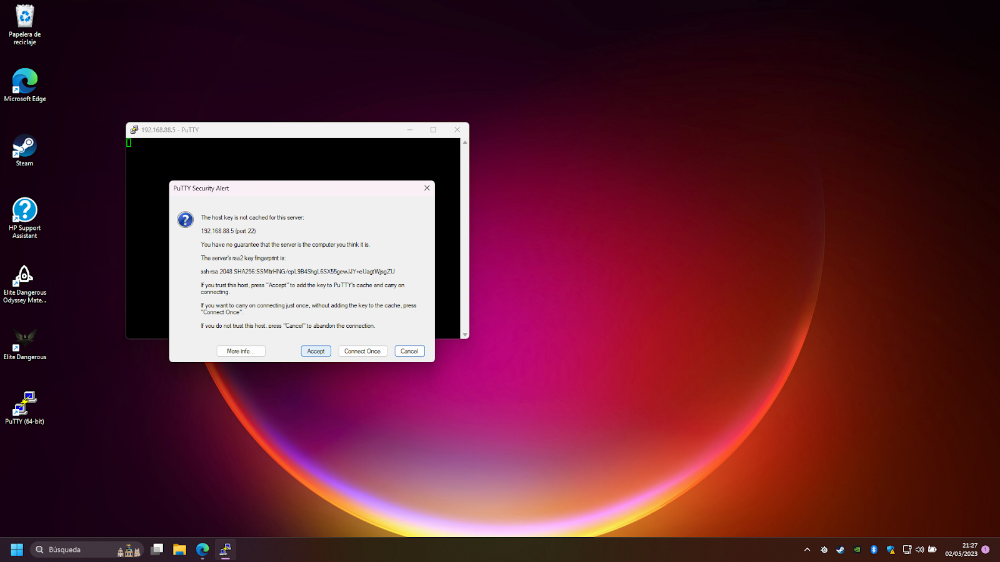 Papelera de
reciclaje
Microsoft Edge
Steam
HP Support
Assistant
Elite Dangerous
Odyssey Mate...
Elite Dangerous
PuTTY (64-bit)
192.168.88.5 - PuTTY
PuTTY Security Alert
The host key is not cached for this server:
192.168.88.5 (port 22)
You have no guarantee that the server is the computer you think it is.
The server's rsa2 key fingerprint is:
ssh-rsa 2048 SHA256:SSMItrHNG/cpL9B4ShgL6SX55gewJJY+eUagtWjsgZU
If you trust this host, press "Accept" to add the key to PuTTY's cache and carry on
connecting.
If you want to carry on connecting just once, without adding the key to the cache, press
"Connect Once".
If you do not trust this host, press "Cancel" to abandon the connection.
More info...
Accept
Connect Once
Cancel
Búsqueda
21:27
02/05/2023
1